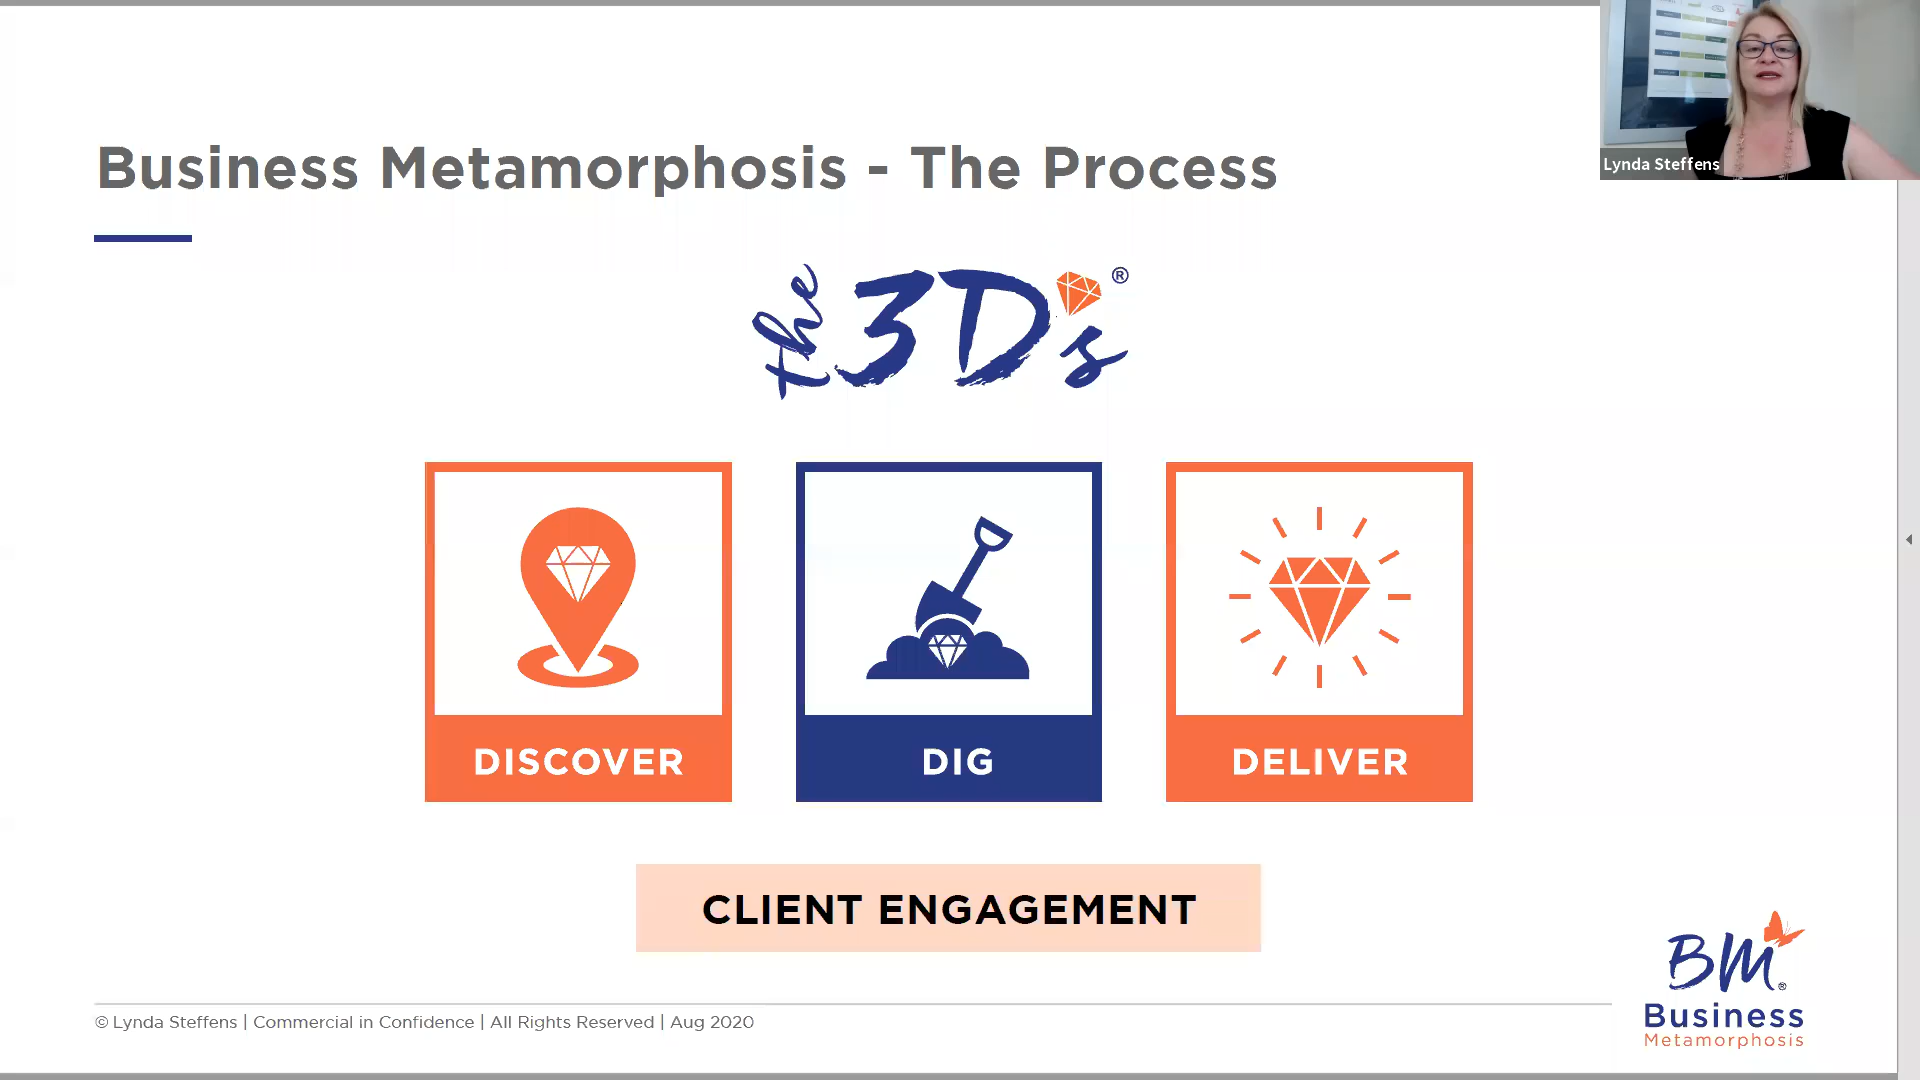 Lynda Steffens
Business Metamorphosis - The Process
the 3D's ®
DISCOVER
DIG
DELIVER
CLIENT ENGAGEMENT
© Lynda Steffens | Commercial in Confidence | All Rights Reserved | Aug 2020
BM®
Business
Metamorphosis